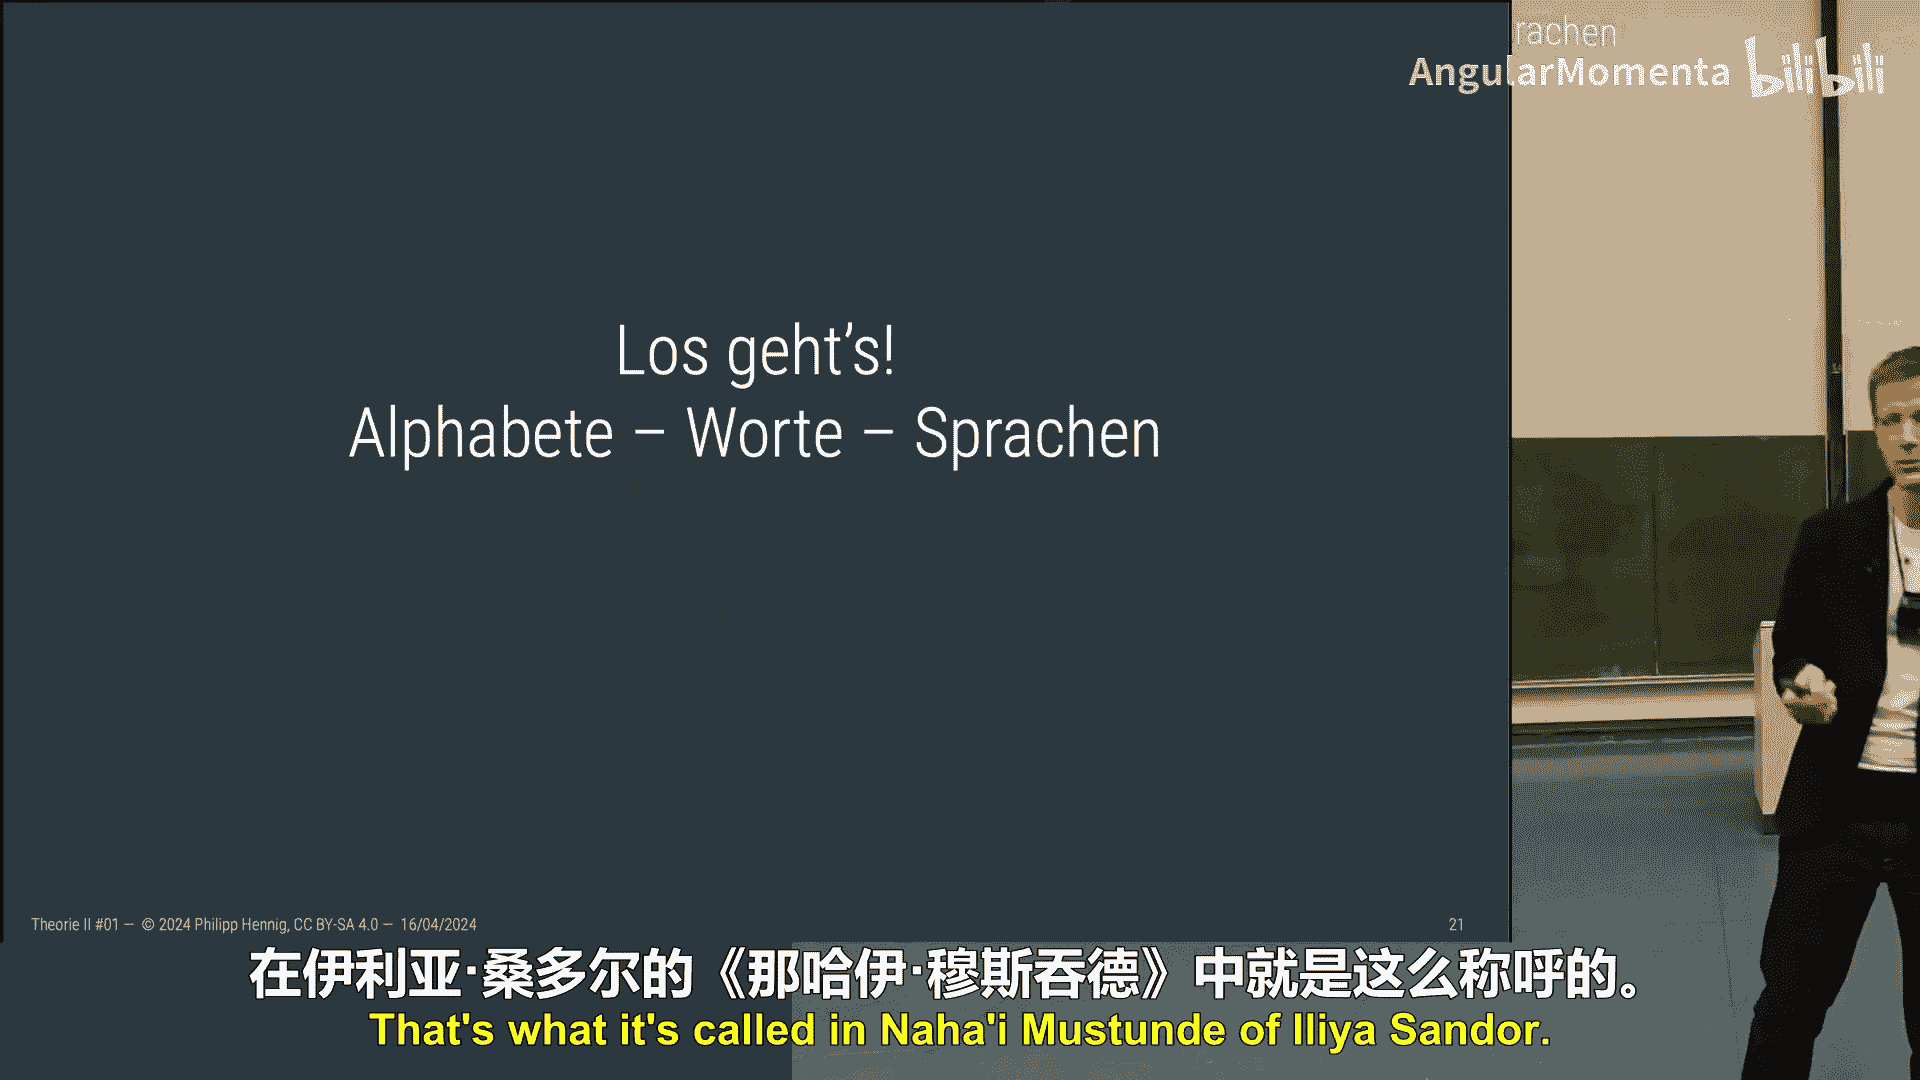 rachen
AngularMomenta bilibili
Los geht's!
Alphabete – Worte – Sprachen
Theorie II #01 – © 2024 Philipp Hennig, CC BY-SA 4.0 – 16/04/2024
21
在伊利亚·桑多尔的《那哈伊·穆斯吞德》中就是这么称呼的。
That's what it's called in Naha'i Mustunde of Iliya Sandor.